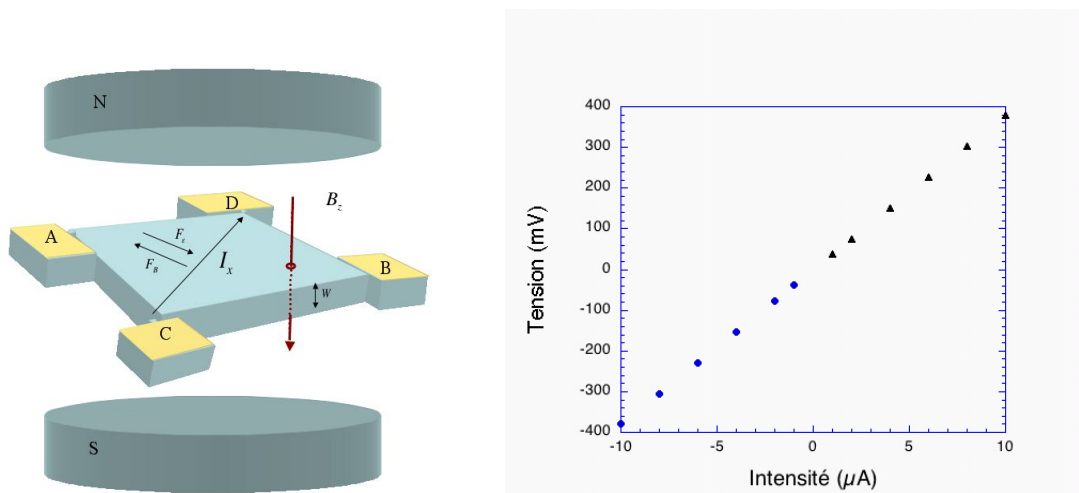 N
D
B_z
A
F_ε
F_B
I_x
B
W
C
S
400
300
200
100
0
-100
-200
-300
-400
-10 -5 0 5 10
Tension (mV)
Intensité (µA)